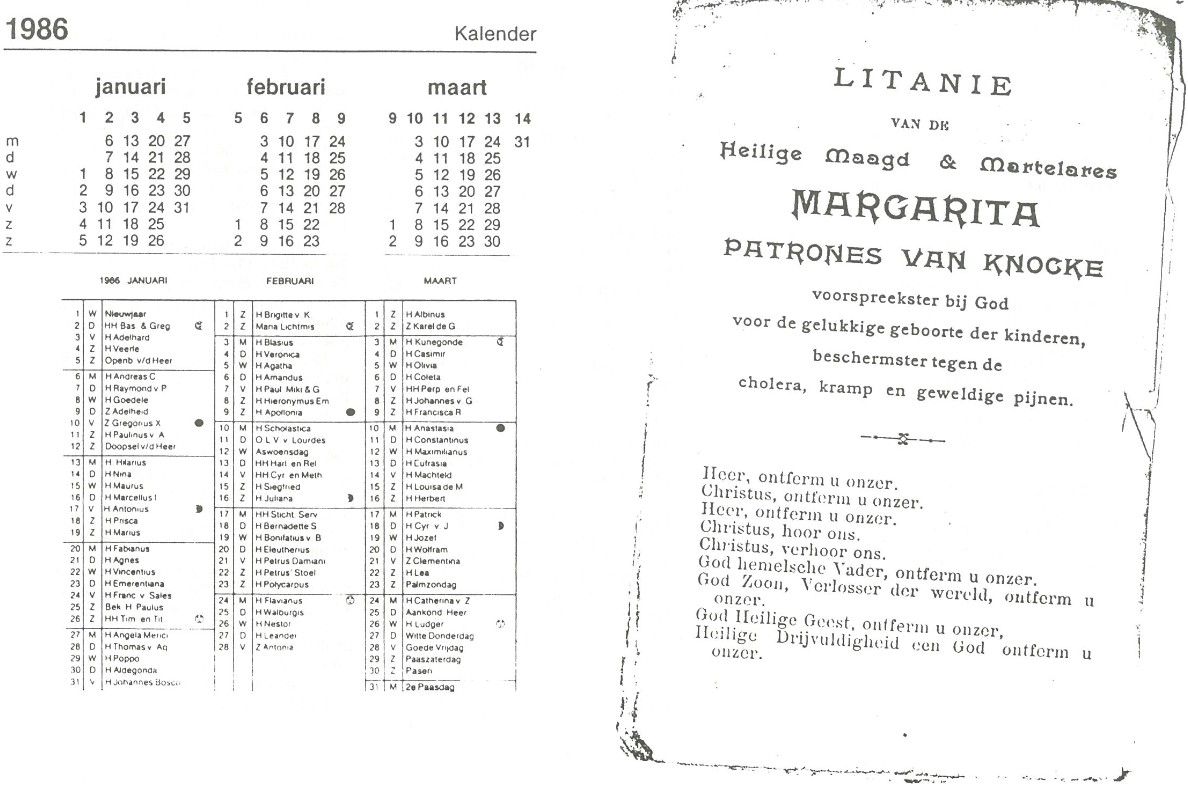 1986
Kalender
januari februari maart
1 2 3 4 5 5 6 7 8 9 9 10 11 12 13 14
m 6 13 20 27 3 10 17 24 3 10 17 24 31
d 7 14 21 28 4 11 18 25 4 11 18 25
w 1 8 15 22 29 5 12 19 26 5 12 19 26
d 2 9 16 23 30 6 13 20 27 6 13 20 27
v 3 10 17 24 31 7 14 21 28 7 14 21 28
z 4 11 18 25 1 8 15 22 1 8 15 22 29
z 5 12 19 26 2 9 16 23 2 9 16 23 30
1986 JANUARI
1 W Nieuwjaar
2 D HH Bas & Greg
3 V H Adelhard
4 Z H Veerle
5 Z Openb v/d Heer
6 M H Andreas C
7 D H Raymond v P
8 W H Goedele
9 D Z Adelheid
10 V Z Gregorius X
11 Z H Paulinus v A
12 Z Doopsel v/d Heer
13 M H Hilarius
14 D H Nina
15 W H Maurus
16 D H Marcellus I
17 V H Antonius
18 Z H Prisca
19 Z H Marius
20 M H Fabianus
21 D H Agnes
22 W H Vincentius
23 D H Emerentiana
24 V H Franc v Sales
25 Z Bek H Paulus
26 Z HH Tim en Tit
27 M H Angela Merici
28 D H Thomas v Aq
29 W H Poppo
30 D H Aldegonda
31 V H Johannes Bosco
FEBRUARI
1 Z H Brigitte v K
2 Z Maria Lichtmis
3 M H Blasius
4 D H Veronica
5 W H Agatha
6 D H Amandus
7 V H Paul Miki & G
8 Z H Hieronymus Em
9 Z H Apollonia
10 M H Scholastica
11 D O L V v Lourdes
12 W Aswoensdag
13 D HH Harl en Rel
14 V HH Cyr en Meth
15 Z H Siegfried
16 Z H Juliana
17 M HH Sticht Serv
18 D H Bernadette S
19 W H Bonifatius v B
20 D H Eleutherius
21 V H Petrus Damiani
22 Z H Petrus' Stoel
23 Z H Polycarpus
24 M H Flavianus
25 D H Walburgis
26 W H Nestor
27 D H Leander
28 V Z Antonia
MAART
1 Z H Albinus
2 Z Z Karel de G
3 M H Kunegonde
4 D H Casimir
5 W H Olivia
6 D H Coleta
7 V HH Perp en Fel
8 Z H Johannes v G
9 Z H Francisca R
10 M H Anastasia
11 D H Constantinus
12 W H Maximilianus
13 D H Eufrasia
14 V H Machteld
15 Z H Louisa de M
16 Z H Herbert
17 M H Patrick
18 D H Cyr v J
19 W H Jozef
20 D H Wolfram
21 V Z Clementina
22 Z H Lea
23 Z Palmzondag
24 M H Catherina v Z
25 D Aankond Heer
26 W H Ludger
27 D Witte Donderdag
28 V Goede Vrijdag
29 Z Paaszaterdag
30 Z Pasen
31 M 2e Paasdag
LITANIE
VAN DE
Heilige Maagd & Martelares
MARGARITA
PATRONES VAN KNOCKE
voorspreekster bij God
voor de gelukkige geboorte der kinderen,
beschermster tegen de
cholera, kramp en geweldige pijnen.
Heer, ontferm u onzer.
Christus, ontferm u onzer.
Heer, ontferm u onzer.
Christus, hoor ons.
Christus, verhoor ons.
God hemelsche Vader, ontferm u onzer.
God Zoon, Verlosser der wereld, ontferm u
onzer.
God Heilige Geest, ontferm u onzer,
Heilige Drijvuldigheid een God ontferm u
onzer.